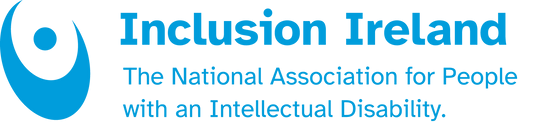 Inclusion Ireland
The National Association for People
with an Intellectual Disability.